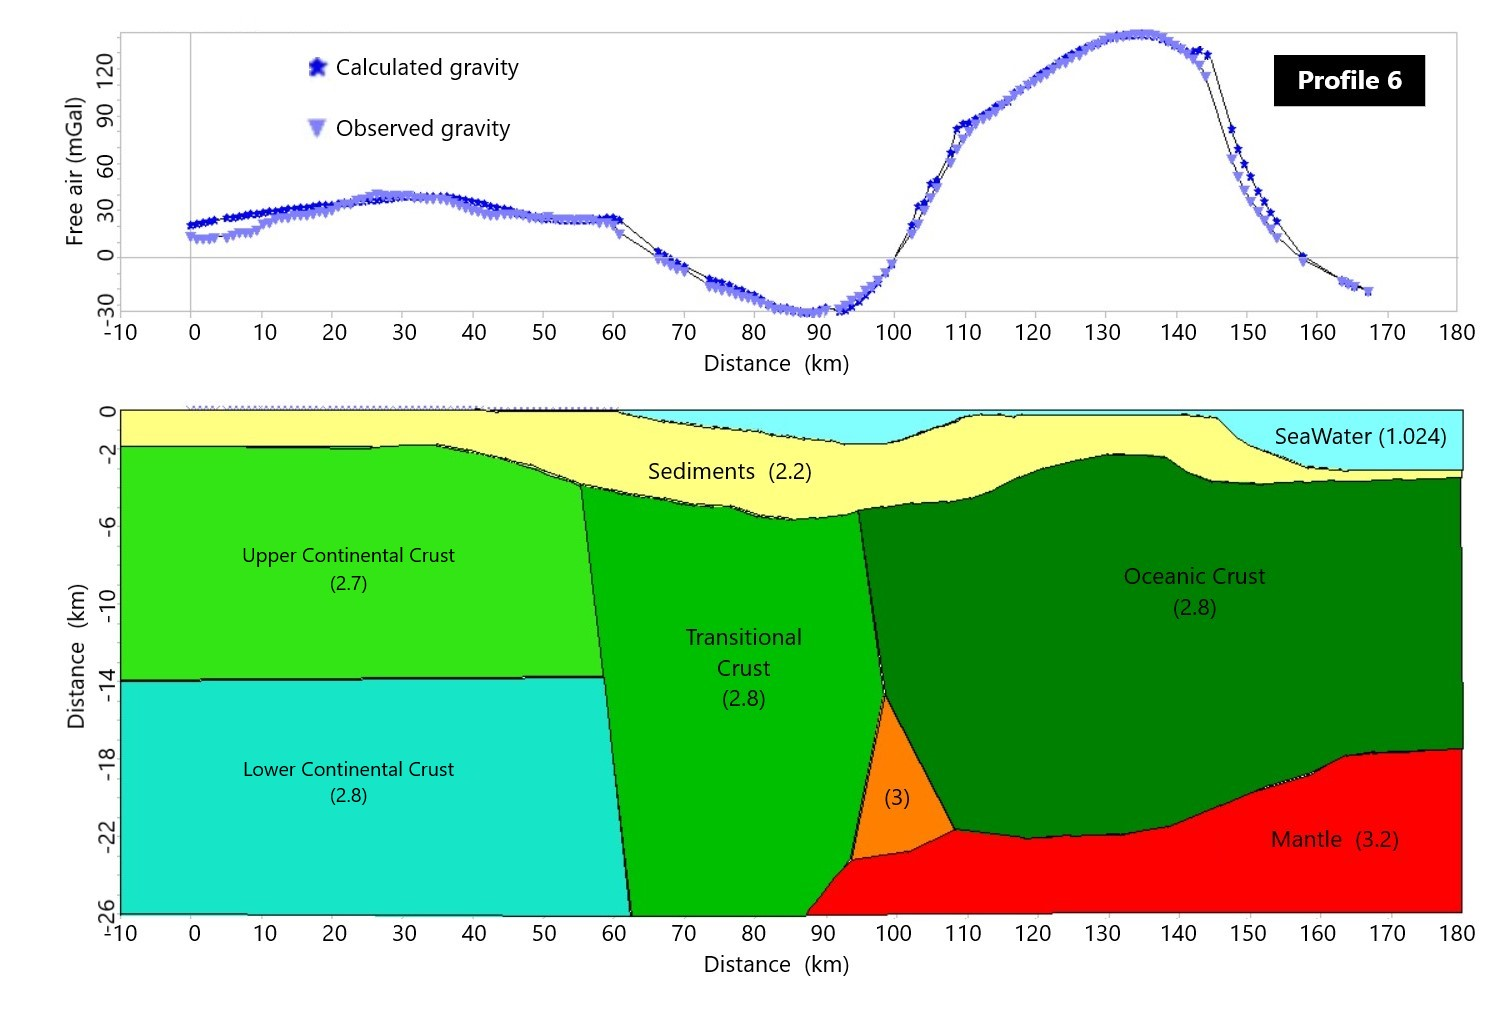 Profile 6
Calculated gravity
Observed gravity
Free air (mGal)
120
90
60
30
0
-30
-10 0 10 20 30 40 50 60 70 80 90 100 110 120 130 140 150 160 170 180
Distance (km)
0
-2
-6
-10
-14
-18
-22
-26
Distance (km)
SeaWater (1.024)
Sediments (2.2)
Upper Continental Crust
(2.7)
Oceanic Crust
(2.8)
Transitional
Crust
(2.8)
Lower Continental Crust
(2.8)
(3)
Mantle (3.2)
-10 0 10 20 30 40 50 60 70 80 90 100 110 120 130 140 150 160 170 180
Distance (km)